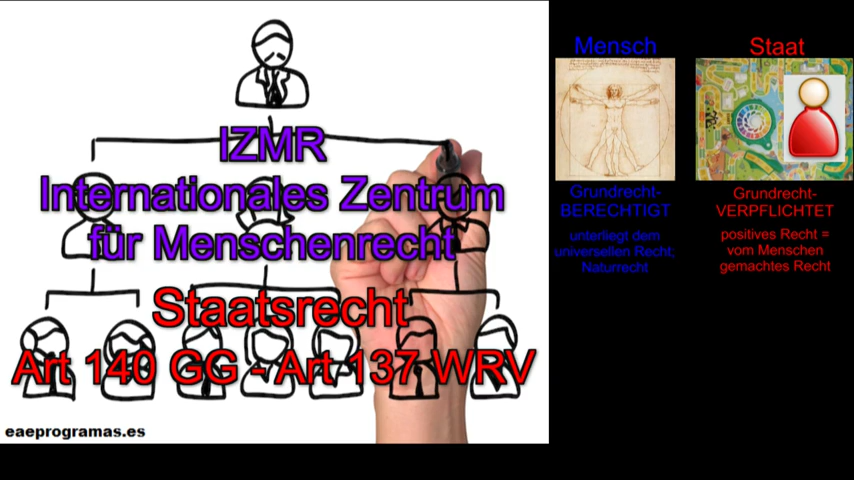 IZMR
Internationales Zentrum
für Menschenrecht
Staatsrecht
Art 140 GG - Art 137 WRV
eaeprogramas.es
Mensch
Grundrecht-
BERECHTIGT
unterliegt dem
universellen Recht;
Naturrecht
Staat
Grundrecht-
VERPFLICHTET
positives Recht =
vom Menschen
gemachtes Recht